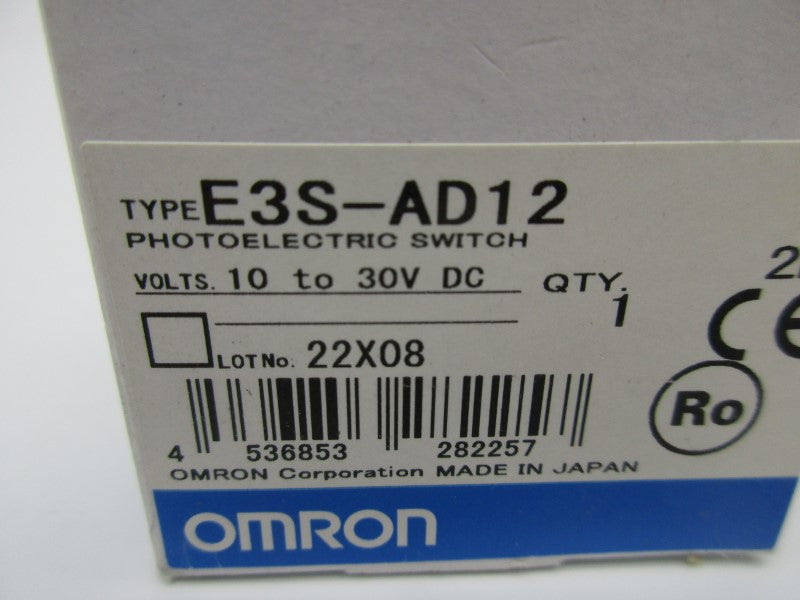 TYPE E3S-AD12
PHOTOELECTRIC SWITCH
VOLTS. 10 to 30V DC
QTY. 1
LOT No. 22X08
4 536853 282257
OMRON Corporation MADE IN JAPAN
CE
Ro
OMRON